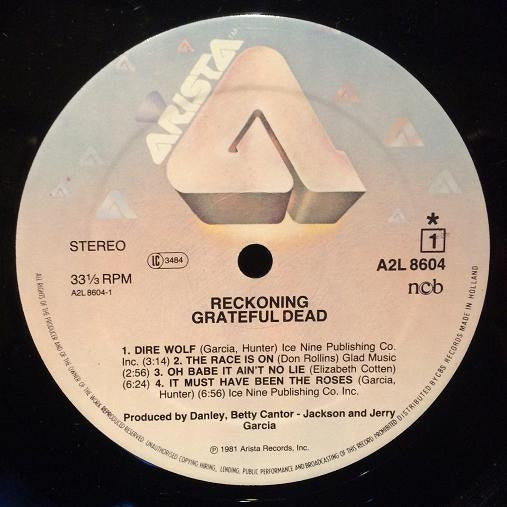 ARISTA™
STEREO
LC 3484
*
1
33⅓ RPM
A2L 8604
A2L 8604-1
ncb
RECKONING
GRATEFUL DEAD
1. DIRE WOLF (Garcia, Hunter) Ice Nine Publishing Co.
Inc. (3:14) 2. THE RACE IS ON (Don Rollins) Glad Music
(2:56) 3. OH BABE IT AIN'T NO LIE (Elizabeth Cotten)
(6:24) 4. IT MUST HAVE BEEN THE ROSES (Garcia,
Hunter) (6:56) Ice Nine Publishing Co. Inc.
Produced by Danley, Betty Cantor - Jackson and Jerry
Garcia
℗ 1981 Arista Records, Inc.
ALL RIGHTS OF THE PRODUCER AND OF THE OWNER OF THE WORK REPRODUCED RESERVED. UNAUTHORISED COPYING, HIRING, LENDING, PUBLIC PERFORMANCE AND BROADCASTING OF THIS RECORD PROHIBITED DISTRIBUTED BY CBS RECORDS MADE IN HOLLAND